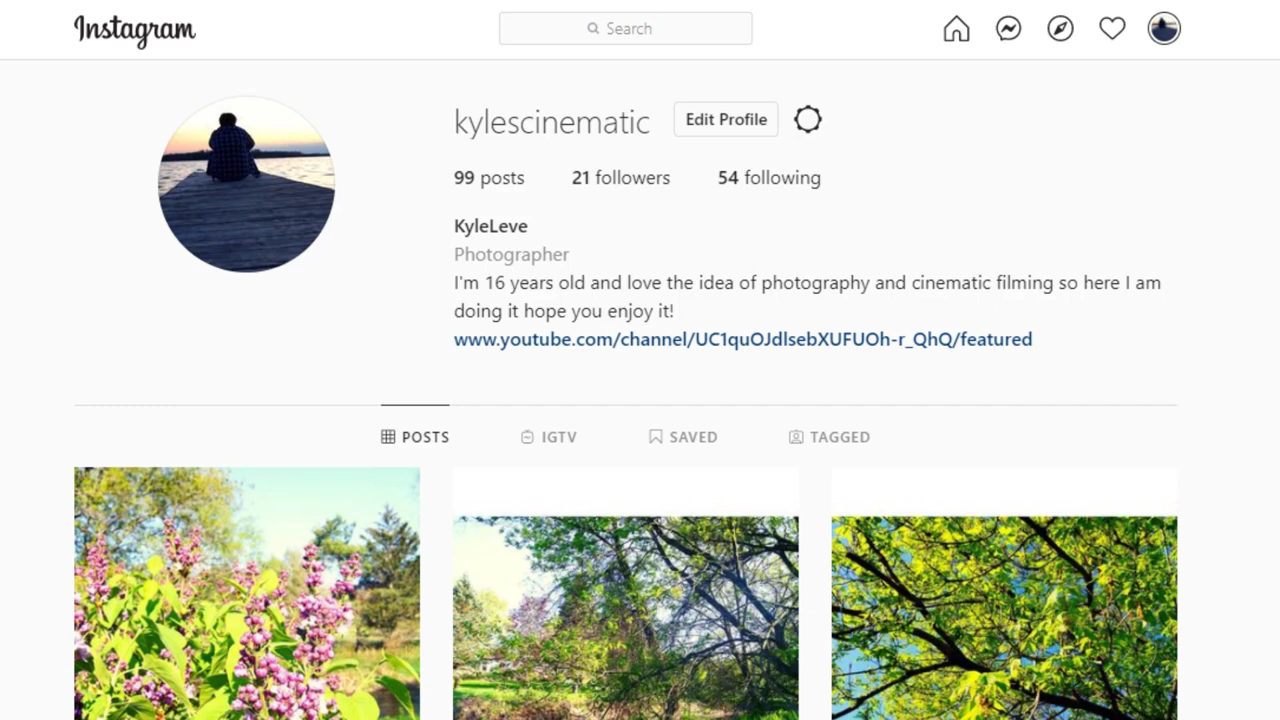 Instagram
Search
kylescinematic
Edit Profile
99 posts
21 followers
54 following
KyleLeve
Photographer
I'm 16 years old and love the idea of photography and cinematic filming so here I am
doing it hope you enjoy it!
www.youtube.com/channel/UC1quOJdlsebXUFUOh-r_QhQ/featured
POSTS
IGTV
SAVED
TAGGED